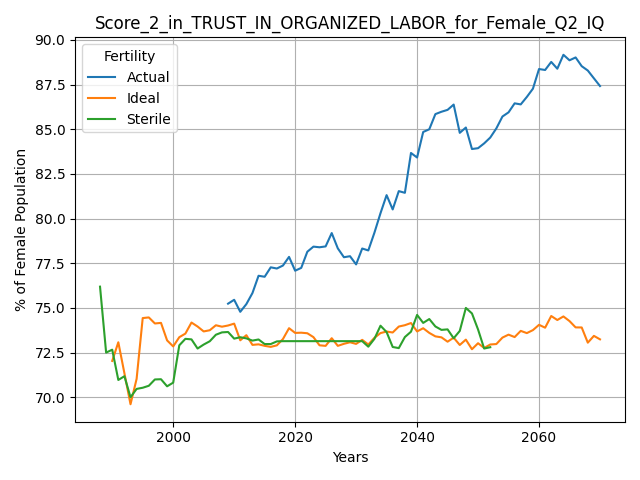 Score_2_in_TRUST_IN_ORGANIZED_LABOR_for_Female_Q2_IQ
Fertility
Actual
Ideal
Sterile
% of Female Population
90.0
87.5
85.0
82.5
80.0
77.5
75.0
72.5
70.0
2000
2020
2040
2060
Years